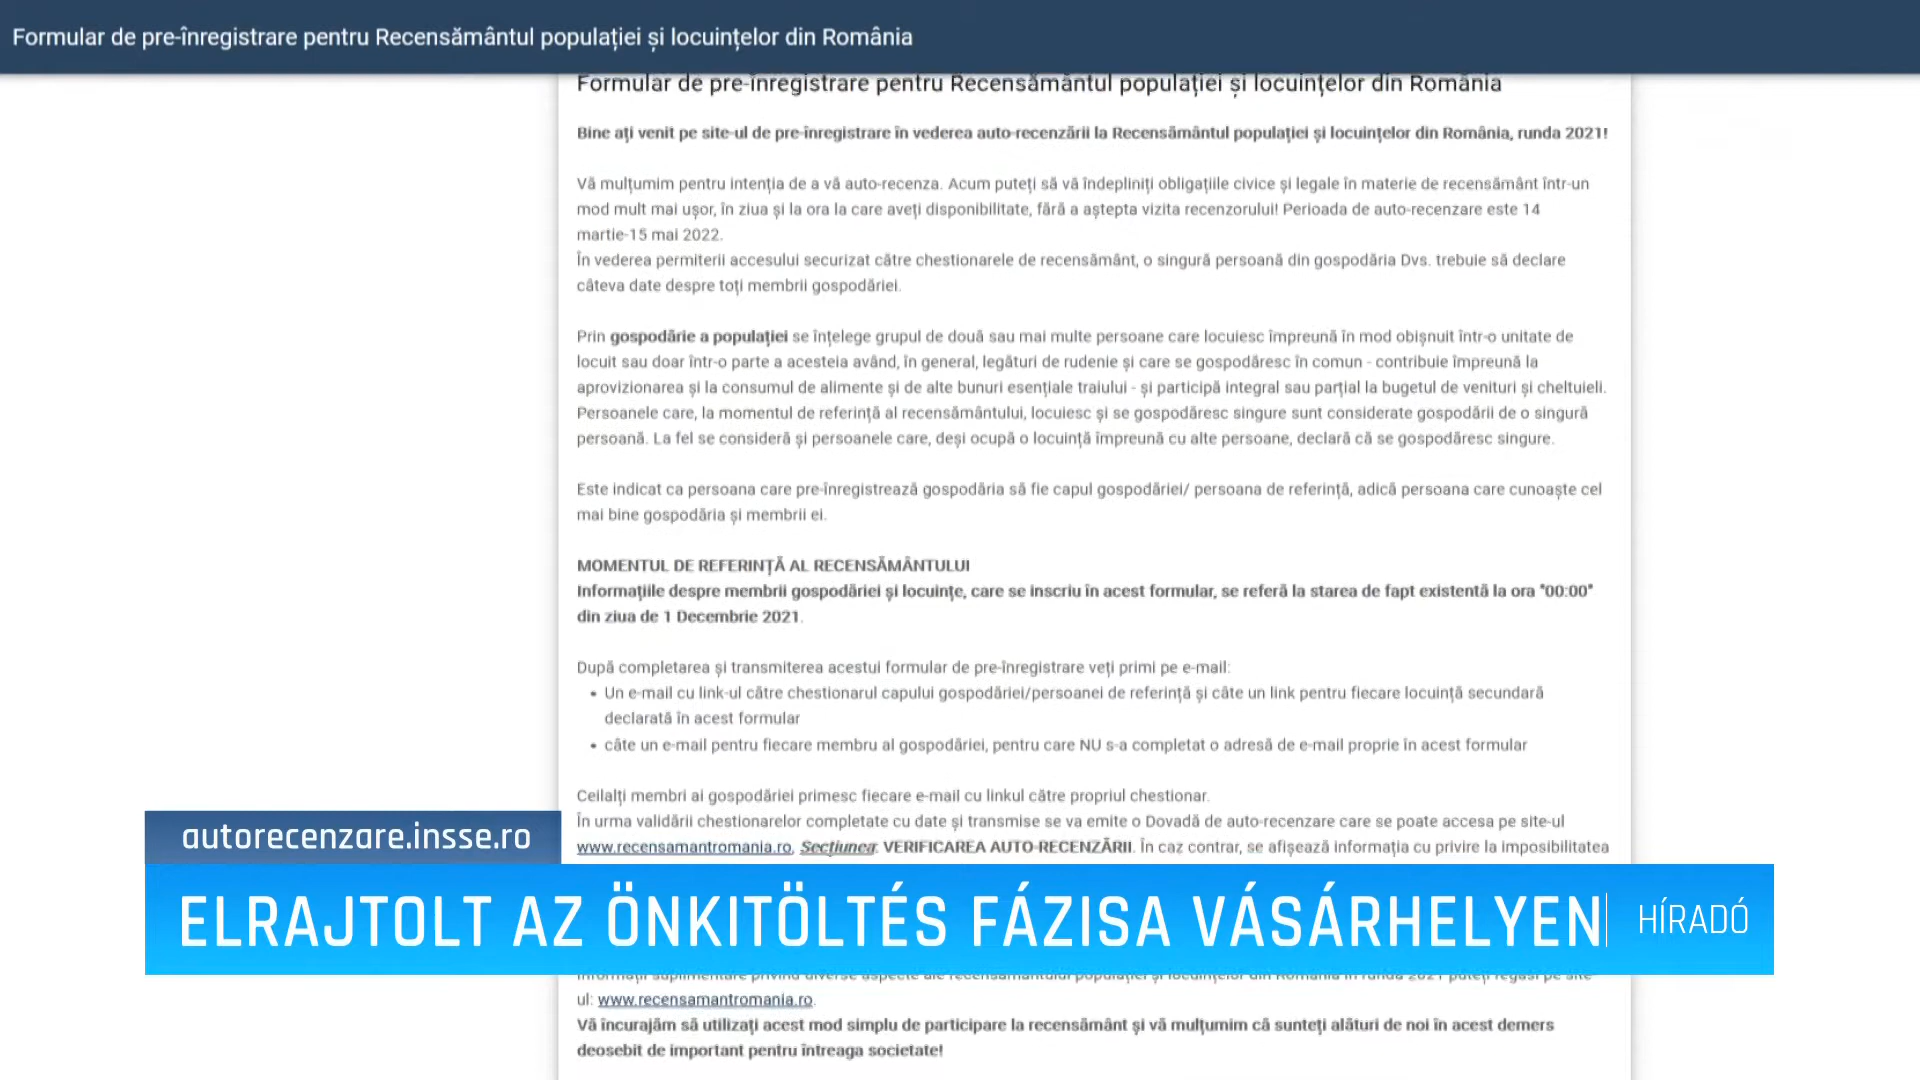 Formular de pre-înregistrare pentru Recensământul populației și locuințelor din România
Formular de pre-înregistrare pentru Recensământul populației și locuințelor din România
Bine ați venit pe site-ul de pre-înregistrare în vederea auto-recenzării la Recensământul populației și locuințelor din România, runda 2021!
Vă mulțumim pentru intenția de a vă auto-recenza. Acum puteți să vă îndepliniți obligațiile civice și legale în materie de recensământ într-un
mod mult mai ușor, în ziua și la ora la care aveți disponibilitate, fără a aștepta vizita recenzorului! Perioada de auto-recenzare este 14
martie-15 mai 2022.
În vederea permiterii accesului securizat către chestionarele de recensământ, o singură persoană din gospodăria Dvs. trebuie să declare
câteva date despre toți membrii gospodăriei.
Prin gospodărie a populației se înțelege grupul de două sau mai multe persoane care locuiesc împreună în mod obișnuit într-o unitate de
locuit sau doar într-o parte a acesteia având, în general, legături de rudenie și care se gospodăresc în comun - contribuie împreună la
aprovizionarea și la consumul de alimente și de alte bunuri esențiale traiului - și participă integral sau parțial la bugetul de venituri și cheltuieli.
Persoanele care, la momentul de referință al recensământului, locuiesc și se gospodăresc singure sunt considerate gospodării de o singură
persoană. La fel se consideră și persoanele care, deși ocupă o locuință împreună cu alte persoane, declară că se gospodăresc singure.
Este indicat ca persoana care pre-înregistrează gospodăria să fie capul gospodăriei/ persoana de referință, adică persoana care cunoaște cel
mai bine gospodăria și membrii ei.
MOMENTUL DE REFERINȚĂ AL RECENSĂMÂNTULUI
Informațiile despre membrii gospodăriei și locuințe, care se inscriu în acest formular, se referă la starea de fapt existentă la ora "00:00"
din ziua de 1 Decembrie 2021.
După completarea și transmiterea acestui formular de pre-înregistrare veți primi pe e-mail:
• Un e-mail cu link-ul către chestionarul capului gospodăriei/persoanei de referință și câte un link pentru fiecare locuință secundară
declarată în acest formular
• câte un e-mail pentru fiecare membru al gospodăriei, pentru care NU s-a completat o adresă de e-mail proprie în acest formular
Ceilalți membri ai gospodăriei primesc fiecare e-mail cu linkul către propriul chestionar.
În urma validării chestionarelor completate cu date și transmise se va emite o Dovadă de auto-recenzare care se poate accesa pe site-ul
www.recensamantromania.ro, Secțiunea: VERIFICAREA AUTO-RECENZĂRII. În caz contrar, se afișează informația cu privire la imposibilitatea
autorecenzare.insse.ro
ELRAJTOLT AZ ÖNKITÖLTÉS FÁZISA VÁSÁRHELYEN
HÍRADÓ
Informații suplimentare privind diverse aspecte ale recensământului populației și locuințelor din România în runda 2021 puteți regăsi pe site-
ul: www.recensamantromania.ro.
Vă încurajăm să utilizați acest mod simplu de participare la recensământ și vă mulțumim că sunteți alături de noi în acest demers
deosebit de important pentru întreaga societate!